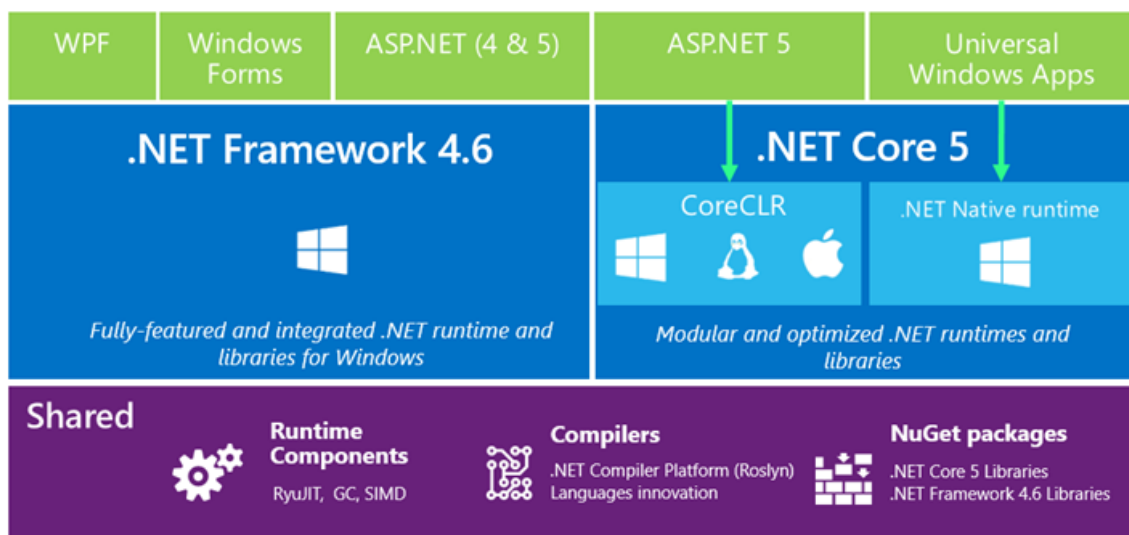 WPF
Windows
Forms
ASP.NET (4 & 5)
ASP.NET 5
Universal
Windows Apps
.NET Framework 4.6
Fully-featured and integrated .NET runtime and
libraries for Windows
.NET Core 5
CoreCLR
.NET Native runtime
Modular and optimized .NET runtimes and
libraries
Shared
Runtime
Components
RyuJIT, GC, SIMD
Compilers
.NET Compiler Platform (Roslyn)
Languages innovation
NuGet packages
.NET Core 5 Libraries
.NET Framework 4.6 Libraries